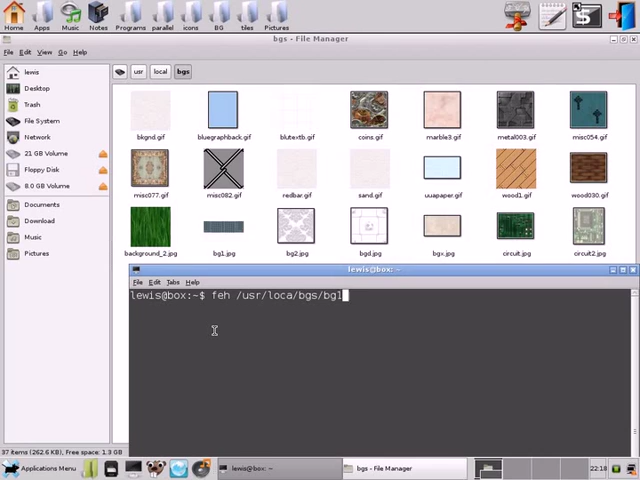 Home Apps Music Notes Programs parallel icons BG tiles Pictures
bgs - File Manager
File Edit View Go Help
lewis
Desktop
Trash
File System
Network
21 GB Volume
Floppy Disk
8.0 GB Volume
Documents
Download
Music
Pictures
usr local bgs
bkgnd.gif bluegraphback.gif blutextb.gif coins.gif marble3.gif metal003.gif misc054.gif
misc077.gif misc082.gif redbar.gif sand.gif uuapaper.gif wood1.gif wood030.gif
background_2.jpg bg1.jpg bg2.jpg bgd.jpg bgx.jpg circuit.jpg circuit2.jpg
lewis@box: ~
File Edit Tabs Help
lewis@box:~$ feh /usr/loca/bgs/bg1
37 items (262.6 KB), Free space: 1.3 GB
Applications Menu lewis@box: ~ bgs - File Manager 22:18